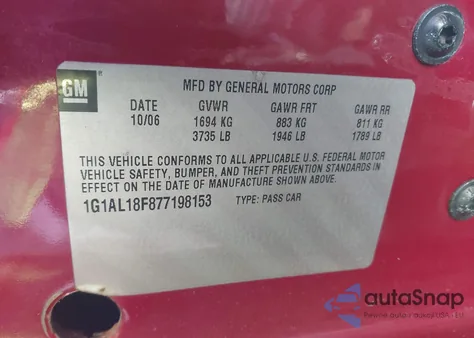 GM
MFD BY GENERAL MOTORS CORP
DATE GVWR GAWR FRT GAWR RR
10/06 1694 KG 883 KG 811 KG
3735 LB 1946 LB 1789 LB
THIS VEHICLE CONFORMS TO ALL APPLICABLE U.S. FEDERAL MOTOR
VEHICLE SAFETY, BUMPER, AND THEFT PREVENTION STANDARDS IN
EFFECT ON THE DATE OF MANUFACTURE SHOWN ABOVE.
1G1AL18F877198153 TYPE: PASS CAR
autoSnap